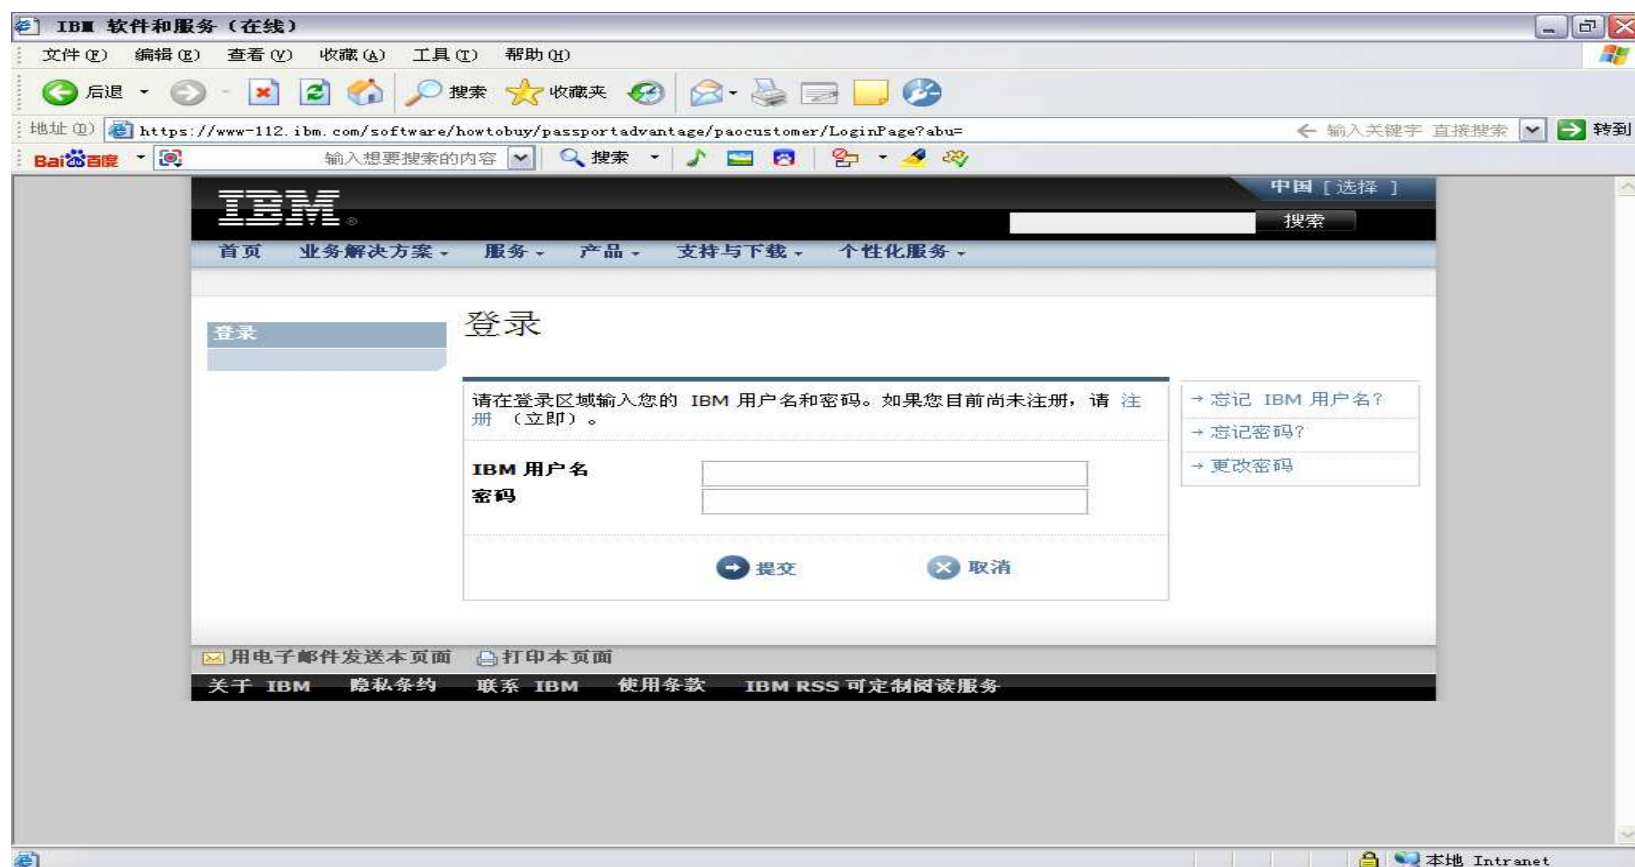 IBM 软件和服务 (在线)
文件(F) 编辑(E) 查看(V) 收藏(A) 工具(T) 帮助(H)
后退 搜索 收藏夹
地址(D) https://www-112.ibm.com/software/howtobuy/passportadvantage/paocustomer/LoginPage?abu= ← 输入关键字 直接搜索 转到
Bai百度 输入想要搜索的内容 搜索
中国 [选择 ]
IBM®
搜索
首页 业务解决方案 服务 产品 支持与下载 个性化服务
登录
登录
请在登录区域输入您的 IBM 用户名和密码。如果您目前尚未注册，请 注
册 （立即）。
→ 忘记 IBM 用户名？
→ 忘记密码？
→ 更改密码
IBM 用户名
密码
提交 取消
用电子邮件发送本页面 打印本页面
关于 IBM 隐私条约 联系 IBM 使用条款 IBM RSS 可定制阅读服务
本地 Intranet